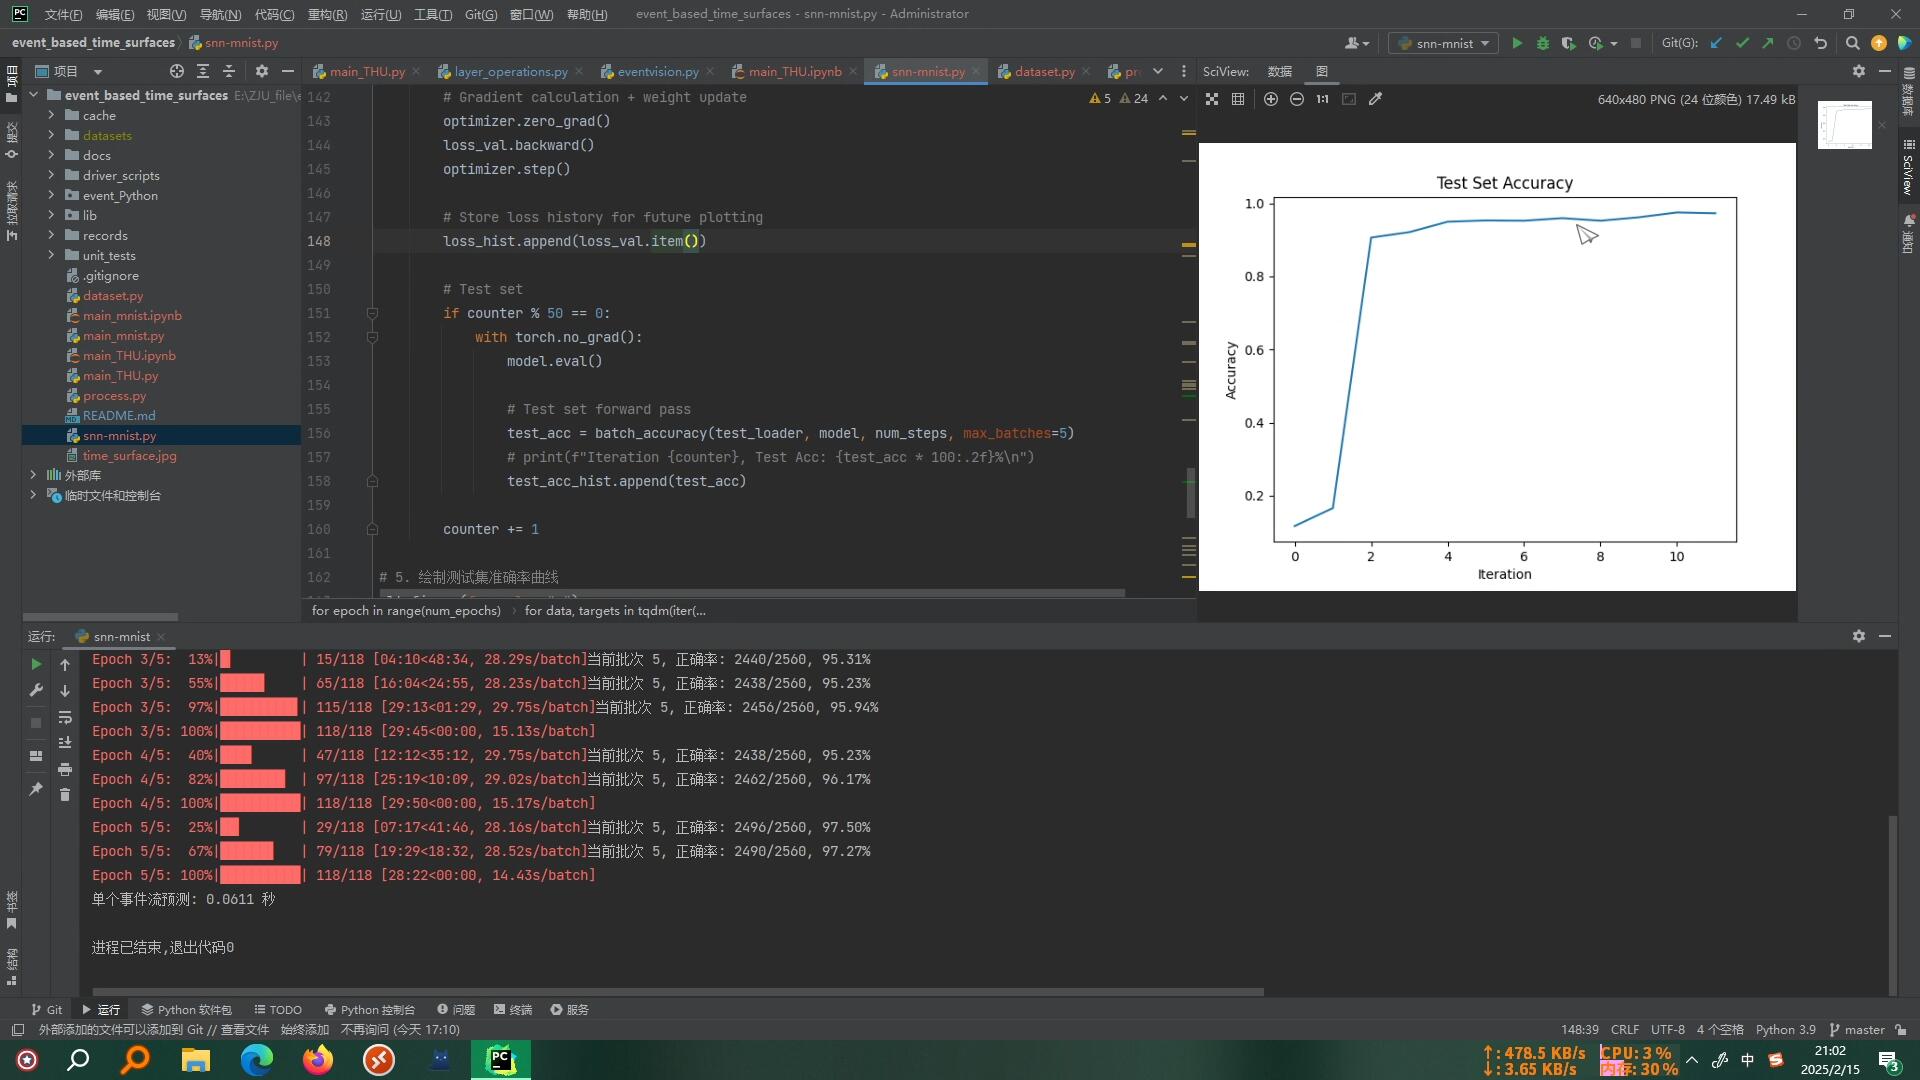 文件(F) 编辑(E) 视图(V) 导航(N) 代码(C) 重构(R) 运行(U) 工具(T) Git(G) 窗口(W) 帮助(H) event_based_time_surfaces - snn-mnist.py - Administrator
event_based_time_surfaces snn-mnist.py snn-mnist Git(G):
项目 main_THU.py layer_operations.py eventvision.py main_THU.ipynb snn-mnist.py dataset.py SciView: 数据 图
event_based_time_surfaces
cache
datasets
docs
driver_scripts
event_Python
lib
records
unit_tests
.gitignore
dataset.py
main_mnist.ipynb
main_mnist.py
main_THU.ipynb
main_THU.py
process.py
README.md
snn-mnist.py
time_surface.jpg
外部库
临时文件和控制台
5 24
142 # Gradient calculation + weight update
143 optimizer.zero_grad()
144 loss_val.backward()
145 optimizer.step()
146
147 # Store loss history for future plotting
148 loss_hist.append(loss_val.item())
149
150 # Test set
151 if counter % 50 == 0:
152 with torch.no_grad():
153 model.eval()
154
155 # Test set forward pass
156 test_acc = batch_accuracy(test_loader, model, num_steps, max_batches=5)
157 # print(f"Iteration {counter}, Test Acc: {test_acc * 100:.2f}%\n")
158 test_acc_hist.append(test_acc)
159
160 counter += 1
161
162 # 5. 绘制测试集准确率曲线
for epoch in range(num_epochs) for data, targets in tqdm(iter(...
1:1 640x480 PNG (24 位颜色) 17.49 kB
Test Set Accuracy
1.0
0.8
0.6
0.4
0.2
Accuracy
0 2 4 6 8 10
Iteration
项目
提交
拉取请求
书签
结构
数据库
SciView
通知
运行: snn-mnist
Epoch 3/5: 13%| | 15/118 [04:10<48:34, 28.29s/batch]当前批次 5, 正确率: 2440/2560, 95.31%
Epoch 3/5: 55%| | 65/118 [16:04<24:55, 28.23s/batch]当前批次 5, 正确率: 2438/2560, 95.23%
Epoch 3/5: 97%| | 115/118 [29:13<01:29, 29.75s/batch]当前批次 5, 正确率: 2456/2560, 95.94%
Epoch 3/5: 100%| | 118/118 [29:45<00:00, 15.13s/batch]
Epoch 4/5: 40%| | 47/118 [12:12<35:12, 29.75s/batch]当前批次 5, 正确率: 2438/2560, 95.23%
Epoch 4/5: 82%| | 97/118 [25:19<10:09, 29.02s/batch]当前批次 5, 正确率: 2462/2560, 96.17%
Epoch 4/5: 100%| | 118/118 [29:50<00:00, 15.17s/batch]
Epoch 5/5: 25%| | 29/118 [07:17<41:46, 28.16s/batch]当前批次 5, 正确率: 2496/2560, 97.50%
Epoch 5/5: 67%| | 79/118 [19:29<18:32, 28.52s/batch]当前批次 5, 正确率: 2490/2560, 97.27%
Epoch 5/5: 100%| | 118/118 [28:22<00:00, 14.43s/batch]
单个事件流预测: 0.0611 秒
进程已结束,退出代码0
Git 运行 Python 软件包 TODO Python 控制台 问题 终端 服务
外部添加的文件可以添加到 Git // 查看文件 始终添加 不再询问 (今天 17:10) 148:39 CRLF UTF-8 4 个空格 Python 3.9 master
↑: 478.5 KB/s CPU: 3 %
↓: 3.65 KB/s 内存: 30 %
中
21:02
2025/2/15
3